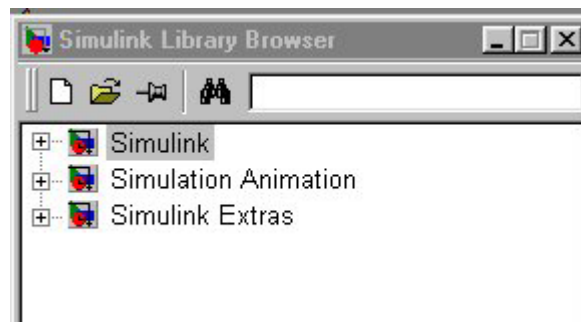 Simulink Library Browser
Simulink
Simulation Animation
Simulink Extras